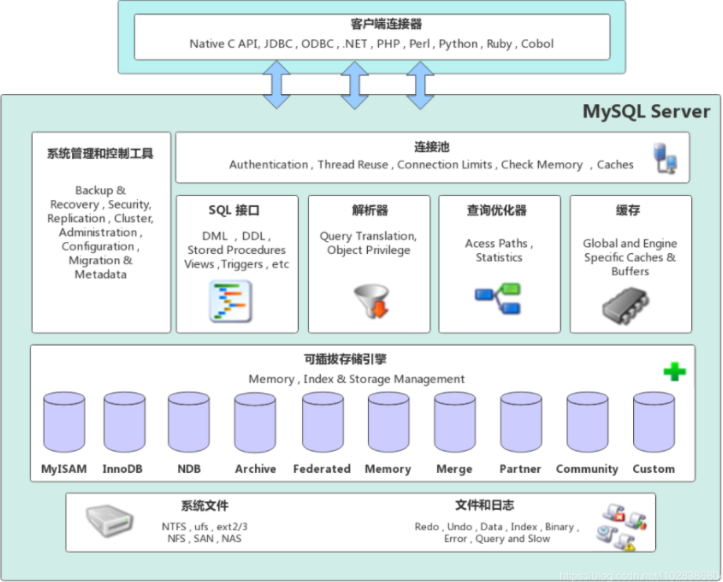 客户端连接器
Native C API, JDBC , ODBC , .NET , PHP , Perl , Python , Ruby , Cobol
MySQL Server
系统管理和控制工具
Backup &
Recovery , Security,
Replication , Cluster,
Administration ,
Configuration ,
Migration &
Metadata
连接池
Authentication , Thread Reuse , Connection Limits , Check Memory , Caches
SQL 接口
DML , DDL ,
Stored Procedures
Views ,Triggers , etc
解析器
Query Translation,
Object Privilege
查询优化器
Acess Paths ,
Statistics
缓存
Global and Engine
Specific Caches &
Buffers
可插拔存储引擎
Memory , Index & Storage Management
MyISAM
InnoDB
NDB
Archive
Federated
Memory
Merge
Partner
Community
Custom
系统文件
NTFS , ufs , ext2/3
NFS , SAN , NAS
文件和日志
Redo , Undo , Data , Index , Binary ,
Error , Query and Slow